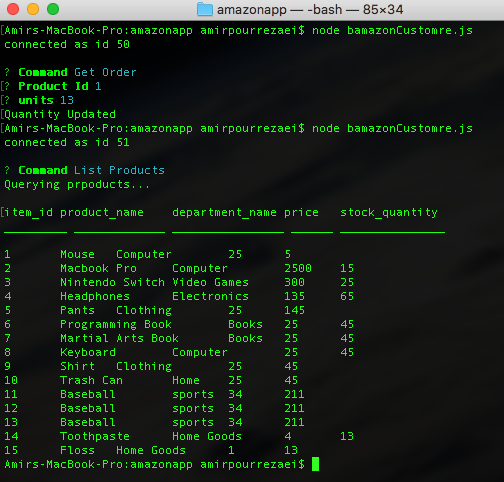 amazonapp — -bash — 85×34
[Amirs-MacBook-Pro:amazonapp amirpourrezaei$ node bamazonCustomre.js
connected as id 50
? Command Get Order
[? Product Id 1
[? units 13
[Quantity Updated
[Amirs-MacBook-Pro:amazonapp amirpourrezaei$ node bamazonCustomre.js
connected as id 51
? Command List Products
Querying prpoducts...
[item_id product_name department_name price stock_quantity
_________ _____________ ________________ ______ _______________
1 Mouse Computer 25 5
2 Macbook Pro Computer 2500 15
3 Nintendo Switch Video Games 300 25
4 Headphones Electronics 135 65
5 Pants Clothing 25 145
6 Programming Book Books 25 45
7 Martial Arts Book Books 25 45
8 Keyboard Computer 25 45
9 Shirt Clothing 25 45
10 Trash Can Home 25 45
11 Baseball sports 34 211
12 Baseball sports 34 211
13 Baseball sports 34 211
14 Toothpaste Home Goods 4 13
15 Floss Home Goods 1 13
Amirs-MacBook-Pro:amazonapp amirpourrezaei$